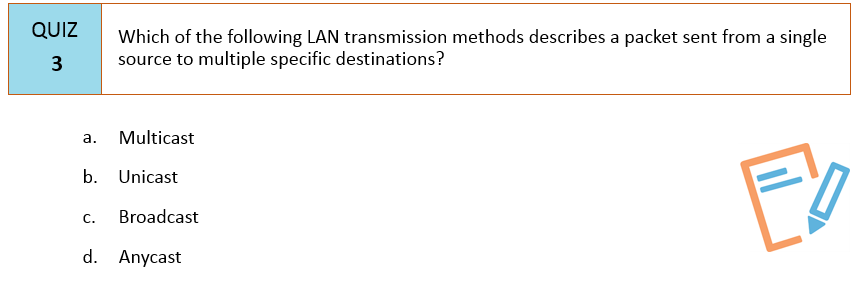 QUIZ
3
Which of the following LAN transmission methods describes a packet sent from a single
source to multiple specific destinations?
a. Multicast
b. Unicast
c. Broadcast
d. Anycast